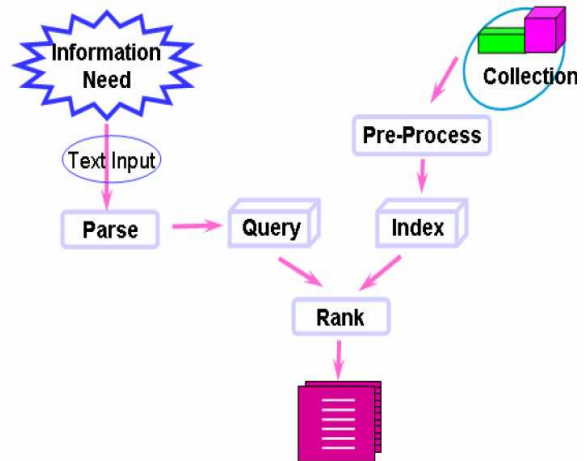 Information
Need
Collection
Pre-Process
Text Input
Parse
Query
Index
Rank